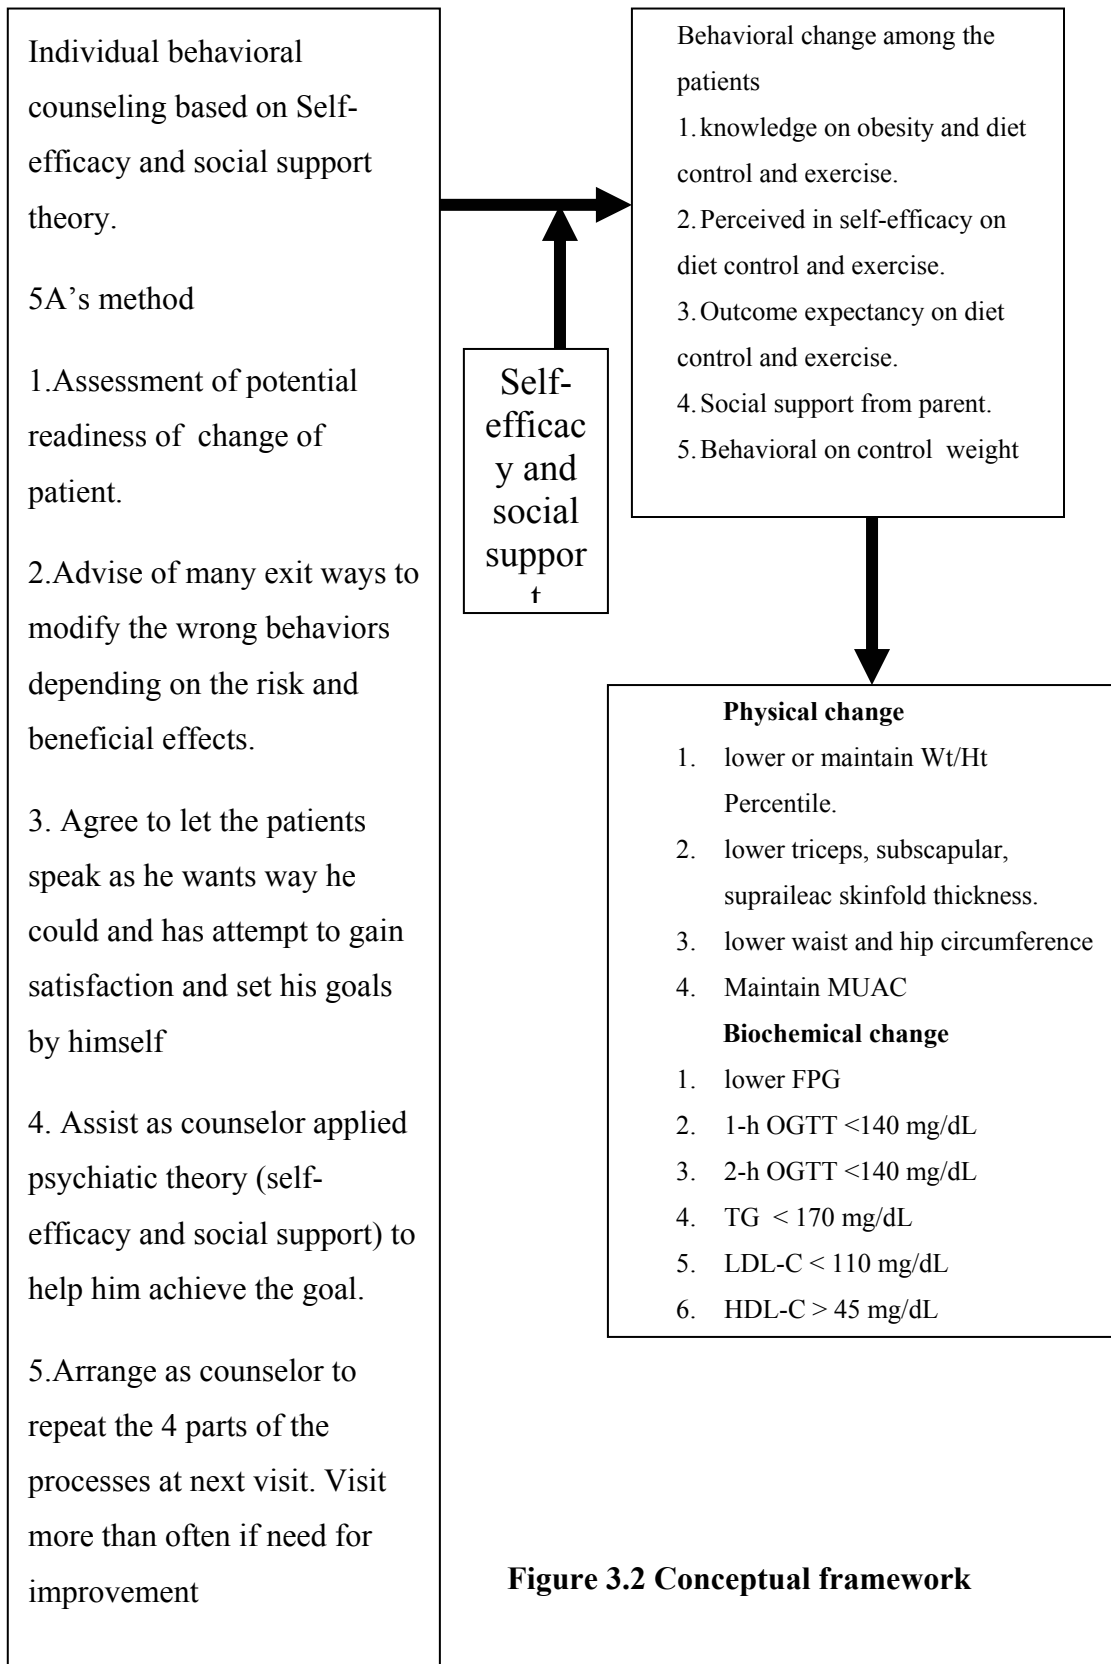 Individual behavioral
counseling based on Self-
efficacy and social support
theory.
5A’s method
1.Assessment of potential
readiness of change of
patient.
2.Advise of many exit ways to
modify the wrong behaviors
depending on the risk and
beneficial effects.
3. Agree to let the patients
speak as he wants way he
could and has attempt to gain
satisfaction and set his goals
by himself
4. Assist as counselor applied
psychiatic theory (self-
efficacy and social support) to
help him achieve the goal.
5.Arrange as counselor to
repeat the 4 parts of the
processes at next visit. Visit
more than often if need for
improvement
Self-
efficac
y and
social
suppor
t
Behavioral change among the
patients
1. knowledge on obesity and diet
control and exercise.
2. Perceived in self-efficacy on
diet control and exercise.
3. Outcome expectancy on diet
control and exercise.
4. Social support from parent.
5. Behavioral on control weight
Physical change
1. lower or maintain Wt/Ht
Percentile.
2. lower triceps, subscapular,
supraileac skinfold thickness.
3. lower waist and hip circumference
4. Maintain MUAC
Biochemical change
1. lower FPG
2. 1-h OGTT <140 mg/dL
3. 2-h OGTT <140 mg/dL
4. TG < 170 mg/dL
5. LDL-C < 110 mg/dL
6. HDL-C > 45 mg/dL
Figure 3.2 Conceptual framework